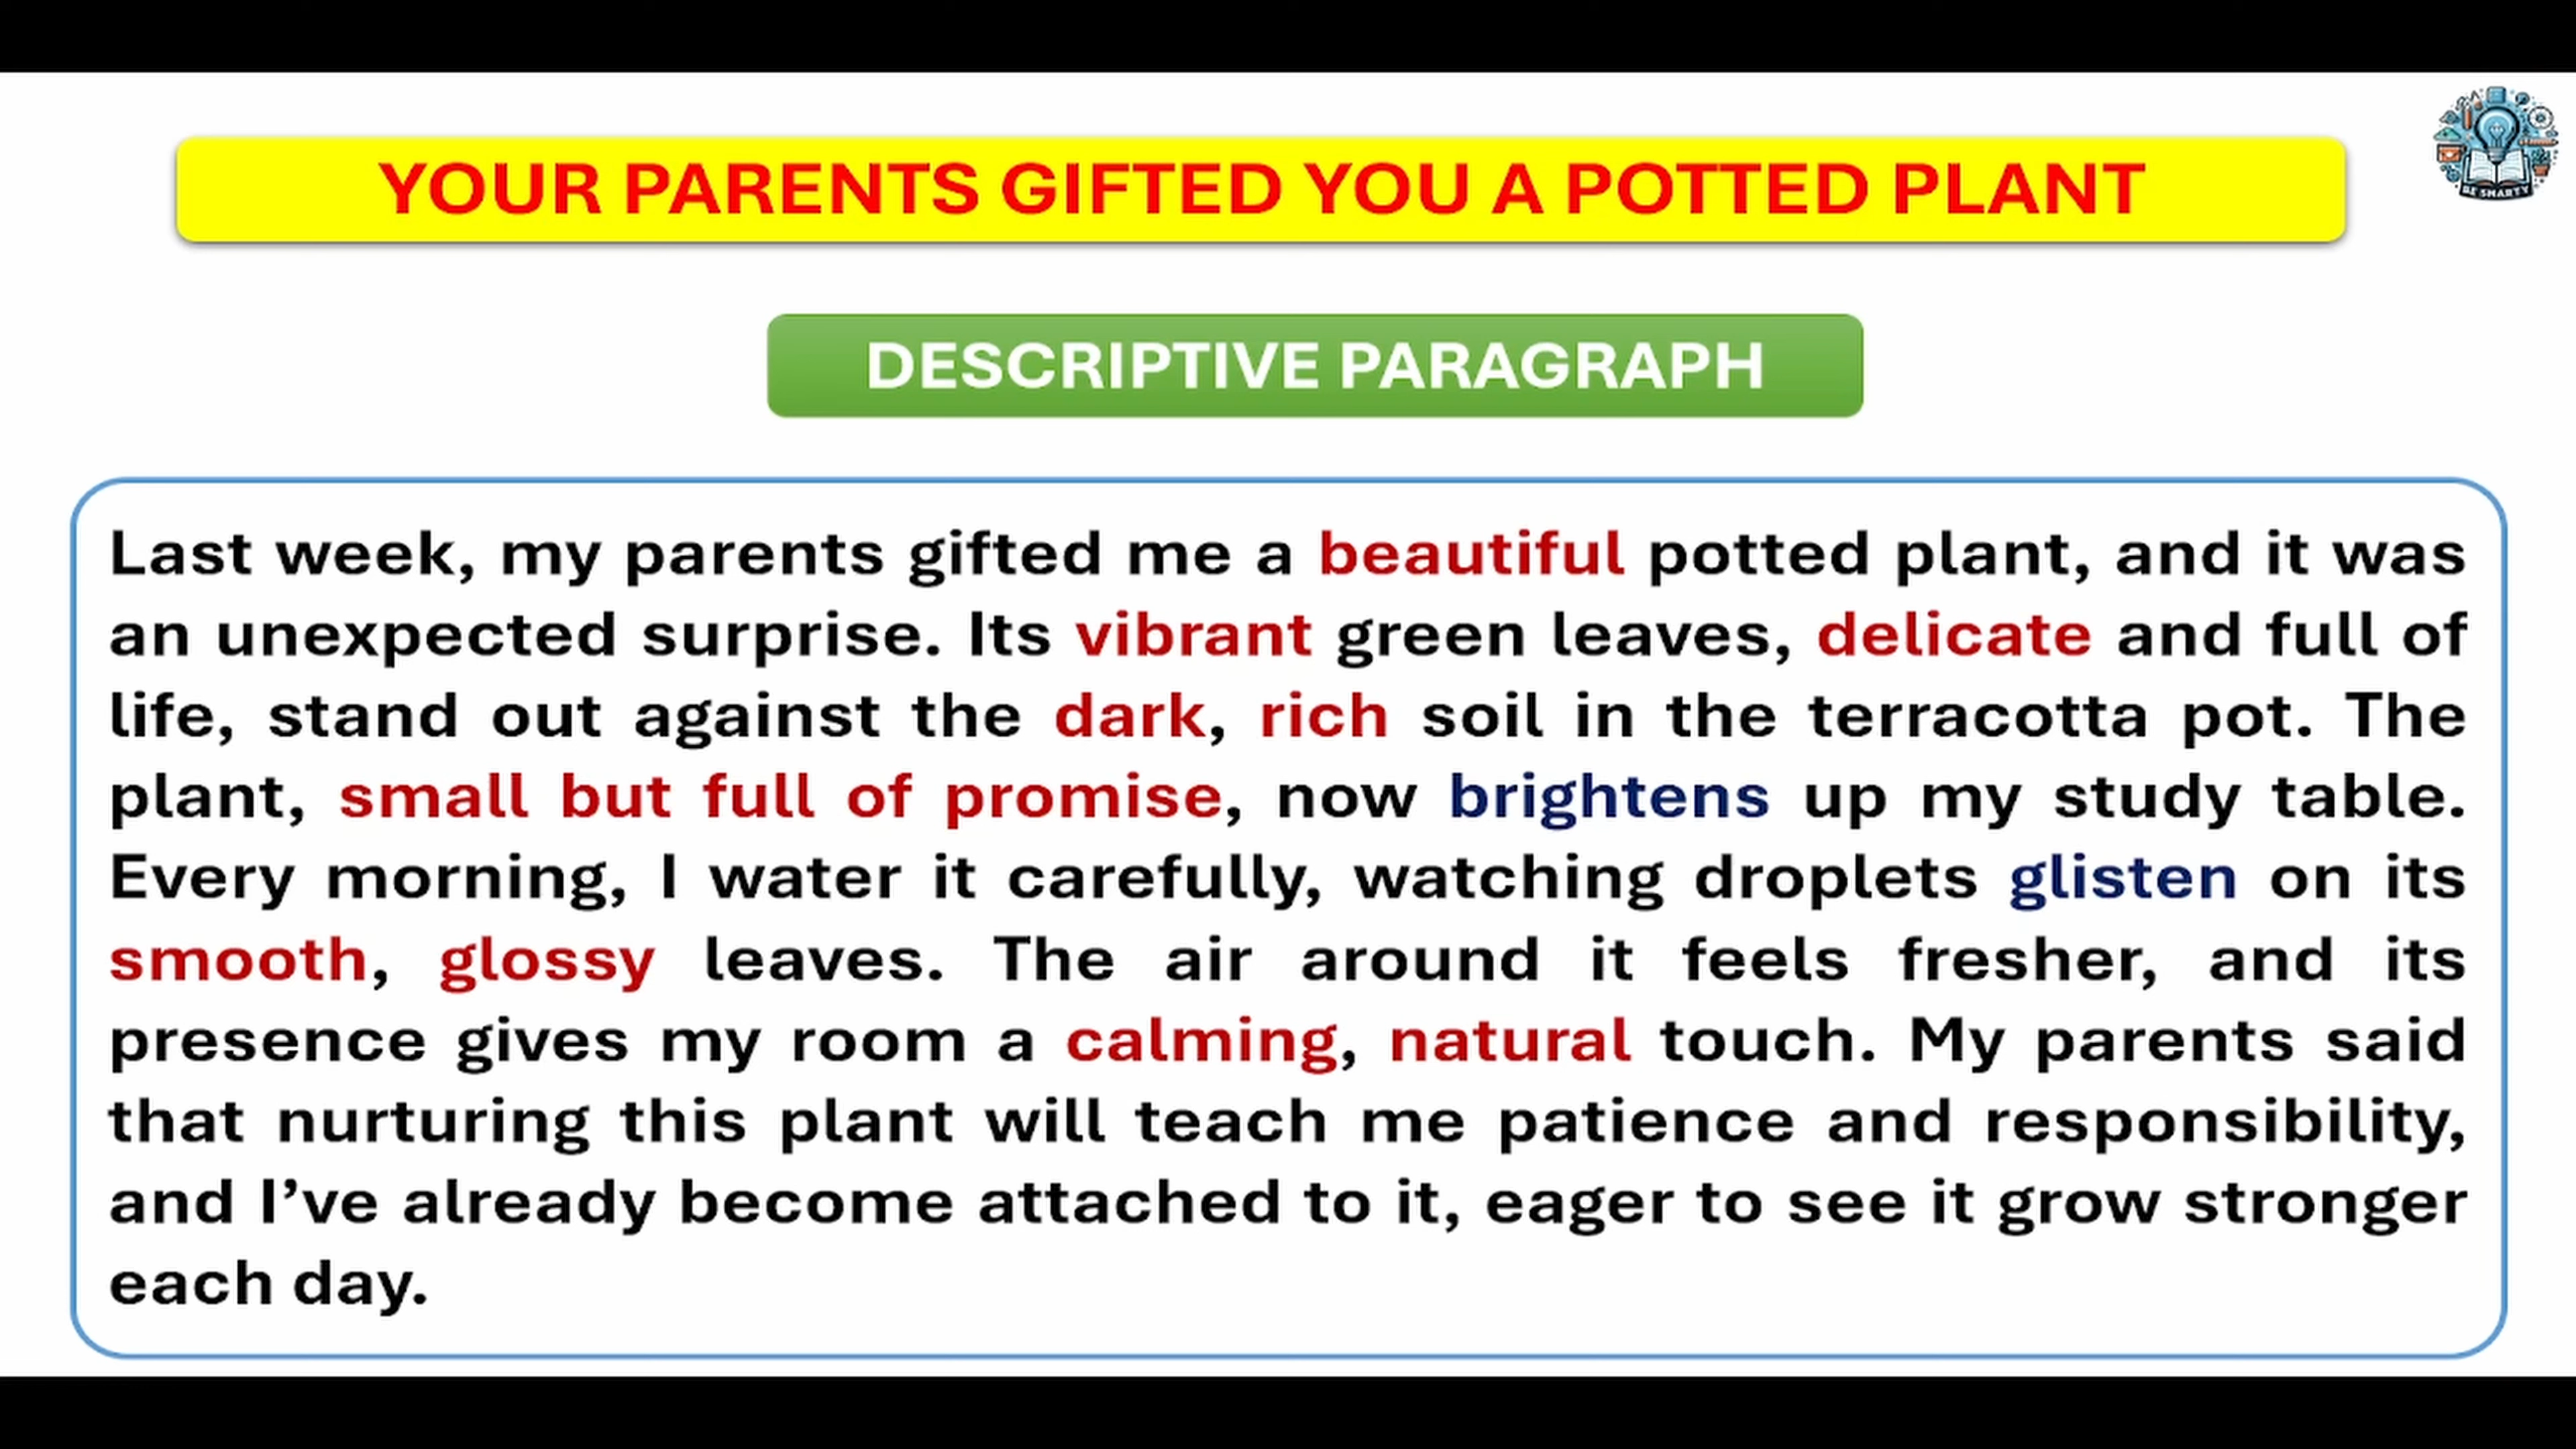 YOUR PARENTS GIFTED YOU A POTTED PLANT
BE SMARTY
DESCRIPTIVE PARAGRAPH
Last week, my parents gifted me a beautiful potted plant, and it was
an unexpected surprise. Its vibrant green leaves, delicate and full of
life, stand out against the dark, rich soil in the terracotta pot. The
plant, small but full of promise, now brightens up my study table.
Every morning, I water it carefully, watching droplets glisten on its
smooth, glossy leaves. The air around it feels fresher, and its
presence gives my room a calming, natural touch. My parents said
that nurturing this plant will teach me patience and responsibility,
and I’ve already become attached to it, eager to see it grow stronger
each day.